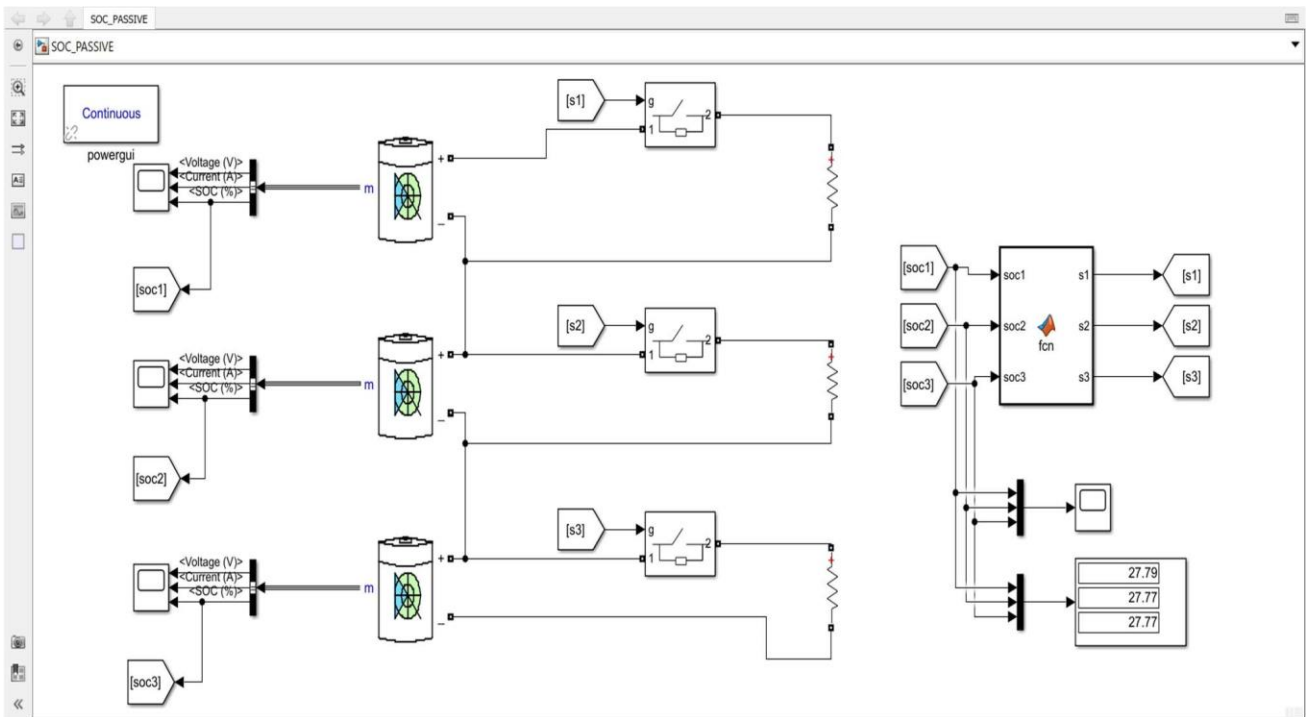 SOC_PASSIVE
SOC_PASSIVE
Continuous
powergui
<Voltage (V)>
<Current (A)>
<SOC (%)>
m
+
_
[soc1]
[s1]
g
1
2
+
<Voltage (V)>
<Current (A)>
<SOC (%)>
m
+
_
[soc2]
[s2]
g
1
2
+
<Voltage (V)>
<Current (A)>
<SOC (%)>
m
+
_
[soc3]
[s3]
g
1
2
+
[soc1]
[soc2]
[soc3]
soc1
soc2
soc3
fcn
s1
s2
s3
[s1]
[s2]
[s3]
27.79
27.77
27.77